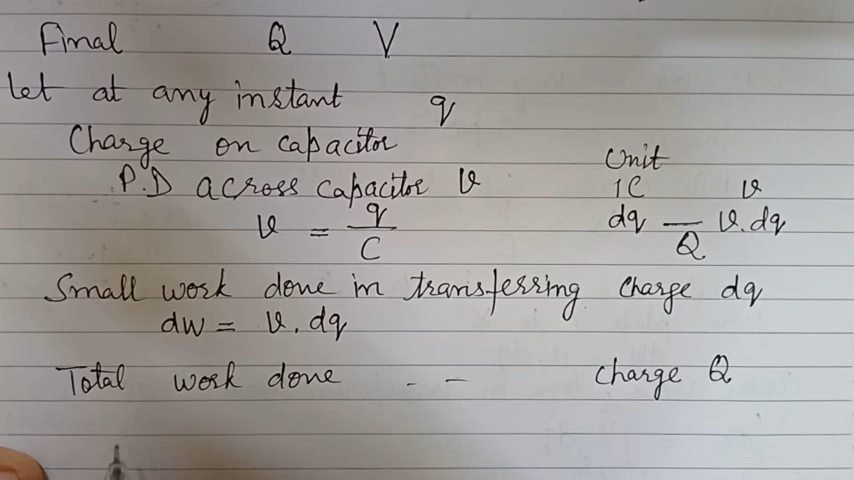 Final Q V
let at any instant q
Charge on capacitor
P.D across capacitor v
Unit
1C v
v = q/C
dq — v.dq
Q
Small work done in transferring charge dq
dw = v.dq
Total work done - - charge Q